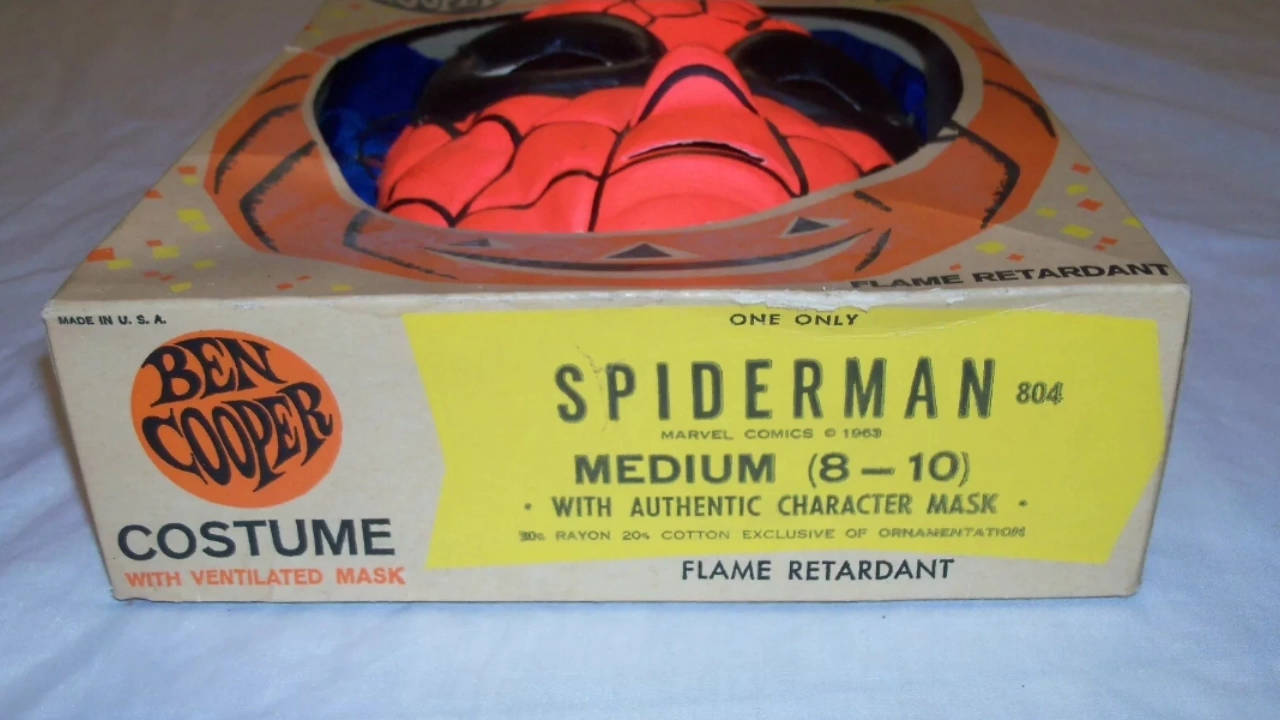 COOPER
FLAME RETARDANT
MADE IN U. S. A.
BEN
COOPER
COSTUME
WITH VENTILATED MASK
ONE ONLY
SPIDERMAN 804
MARVEL COMICS © 1963
MEDIUM (8 — 10)
• WITH AUTHENTIC CHARACTER MASK •
RAYON 20% COTTON EXCLUSIVE OF ORNAMENTATION
FLAME RETARDANT